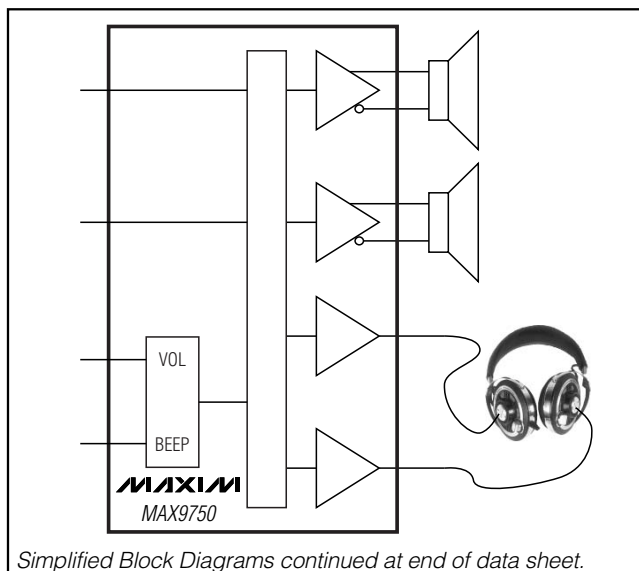 VOL
BEEP
MAXIM
MAX9750
Simplified Block Diagrams continued at end of data sheet.